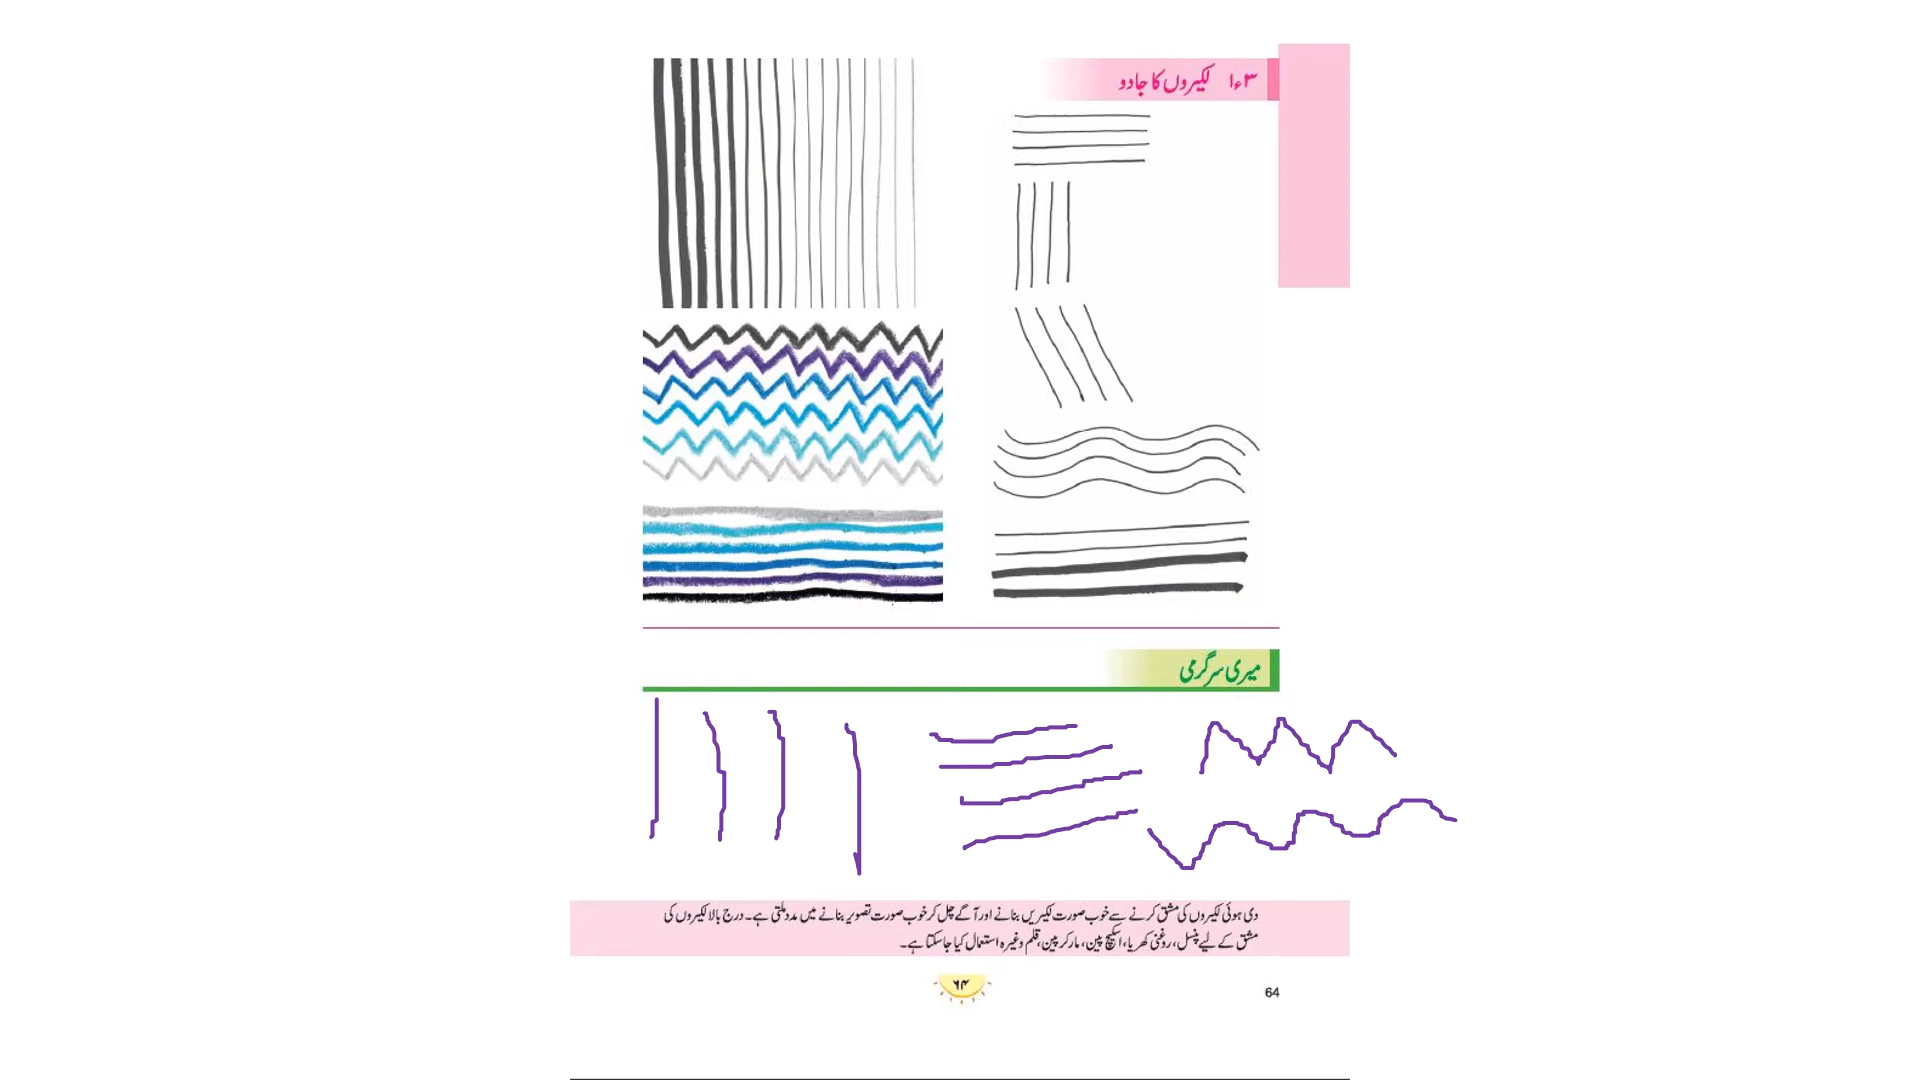 ۱ء۳ لکیروں کا جادو
میری سرگرمی
دی ہوئی لکیروں کی مشق کرنے سے خوب صورت لکیریں بنانے اور آگے چل کر خوب صورت تصویر بنانے میں مدد ملتی ہے۔ درج بالا لکیروں کی
مشق کے لیے پنسل، روغنی کھریا، اسکیچ پین، مارکر پین، قلم وغیرہ استعمال کیا جاسکتا ہے۔
۶۴
64